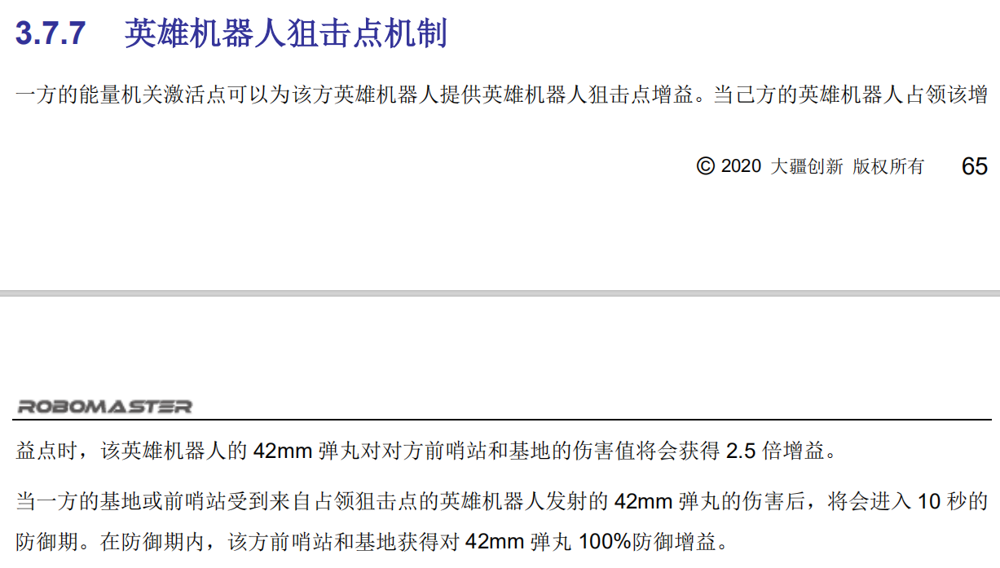 3.7.7 英雄机器人狙击点机制
一方的能量机关激活点可以为该方英雄机器人提供英雄机器人狙击点增益。当己方的英雄机器人占领该增
© 2020 大疆创新 版权所有 65
ROBOMASTER
益点时，该英雄机器人的 42mm 弹丸对对方前哨站和基地的伤害值将会获得 2.5 倍增益。
当一方的基地或前哨站受到来自占领狙击点的英雄机器人发射的 42mm 弹丸的伤害后，将会进入 10 秒的
防御期。在防御期内，该方前哨站和基地获得对 42mm 弹丸 100%防御增益。